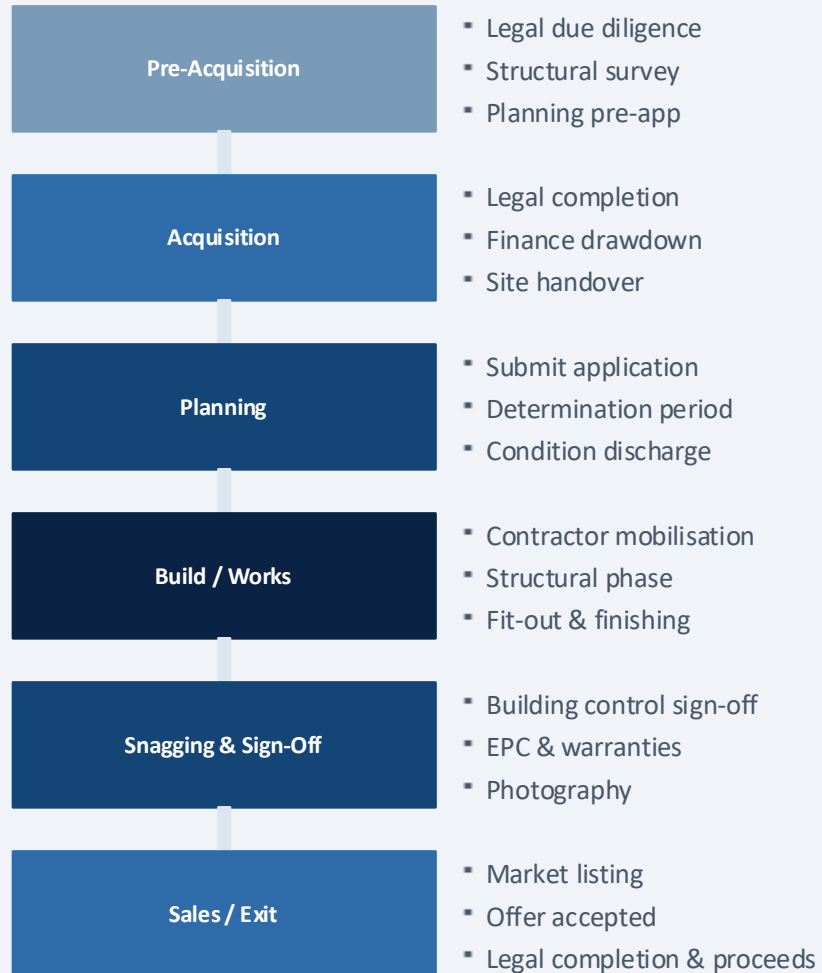 Pre-Acquisition
Legal due diligence
Structural survey
Planning pre-app
Acquisition
Legal completion
Finance drawdown
Site handover
Planning
Submit application
Determination period
Condition discharge
Build / Works
Contractor mobilisation
Structural phase
Fit-out & finishing
Snagging & Sign-Off
Building control sign-off
EPC & warranties
Photography
Sales / Exit
Market listing
Offer accepted
Legal completion & proceeds